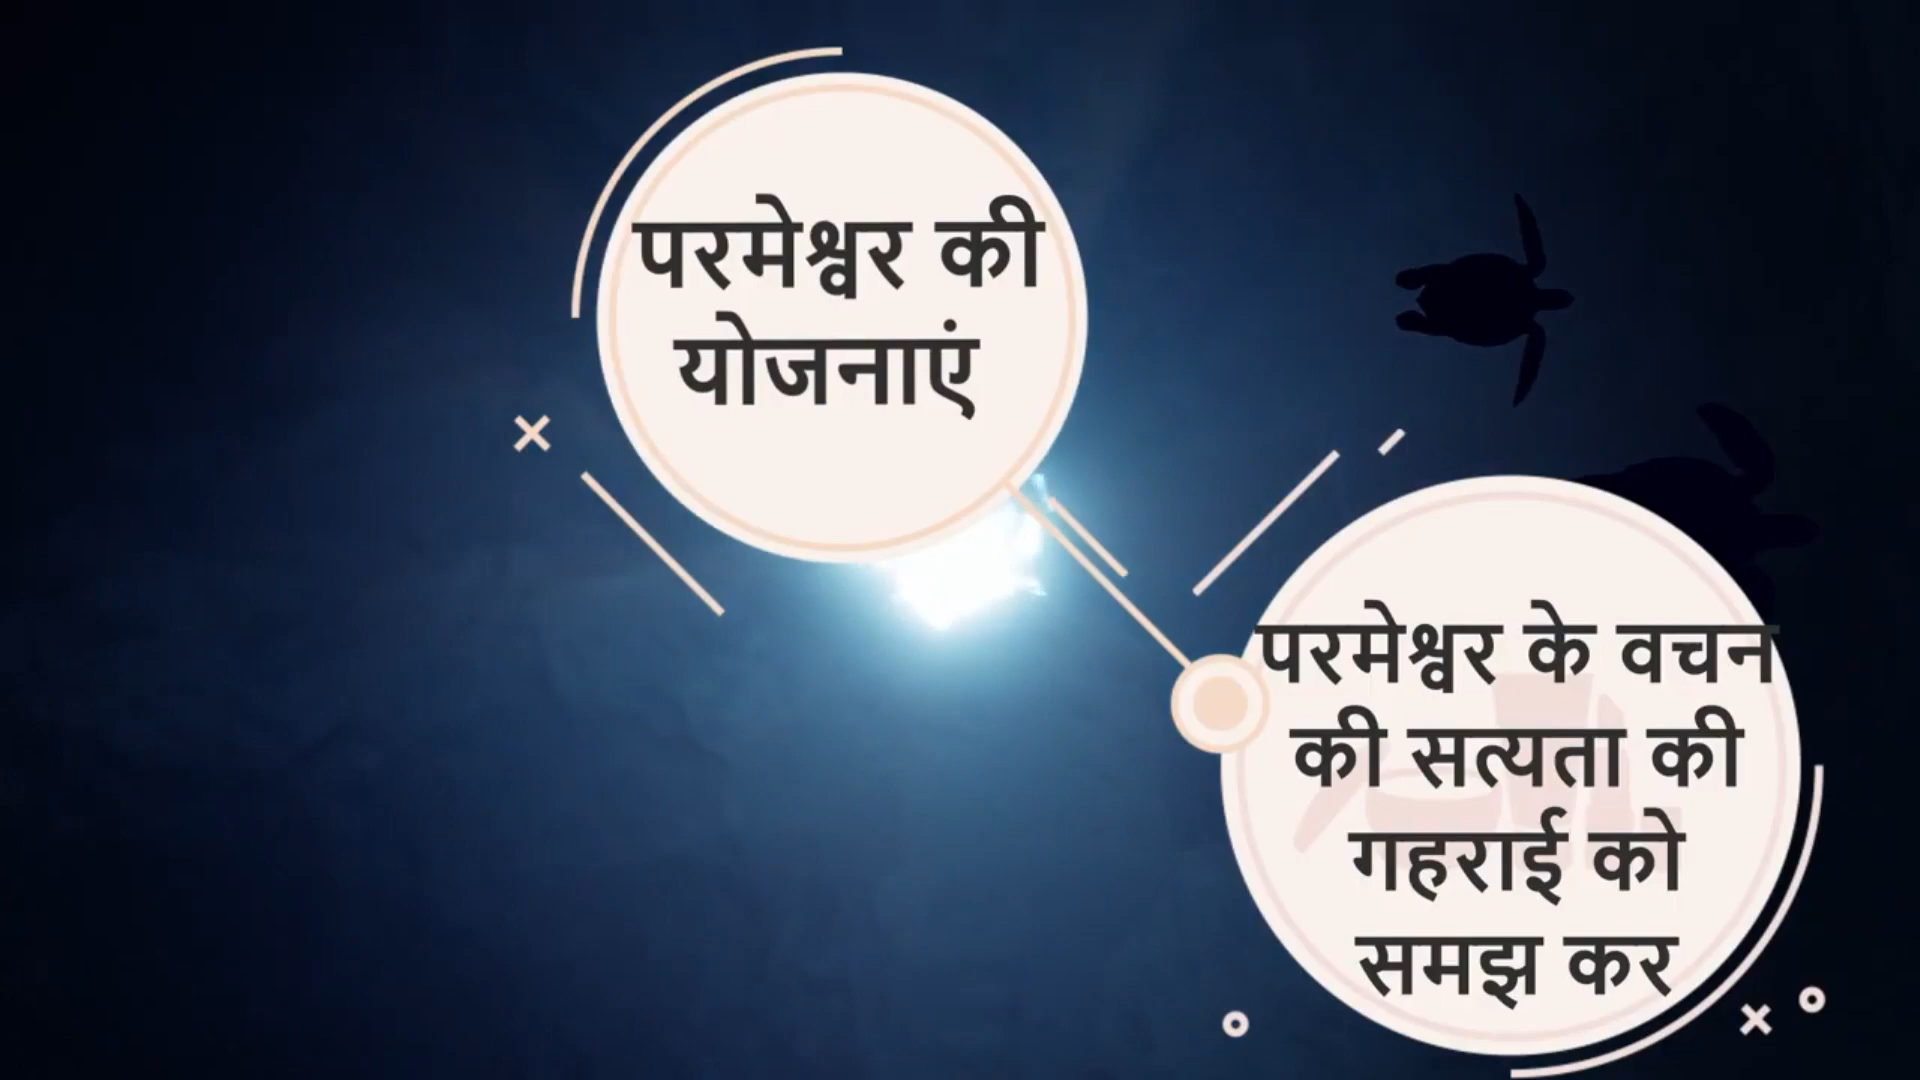 परमेश्वर की
योजनाएं
परमेश्वर के वचन
की सत्यता की
गहराई को
समझ कर